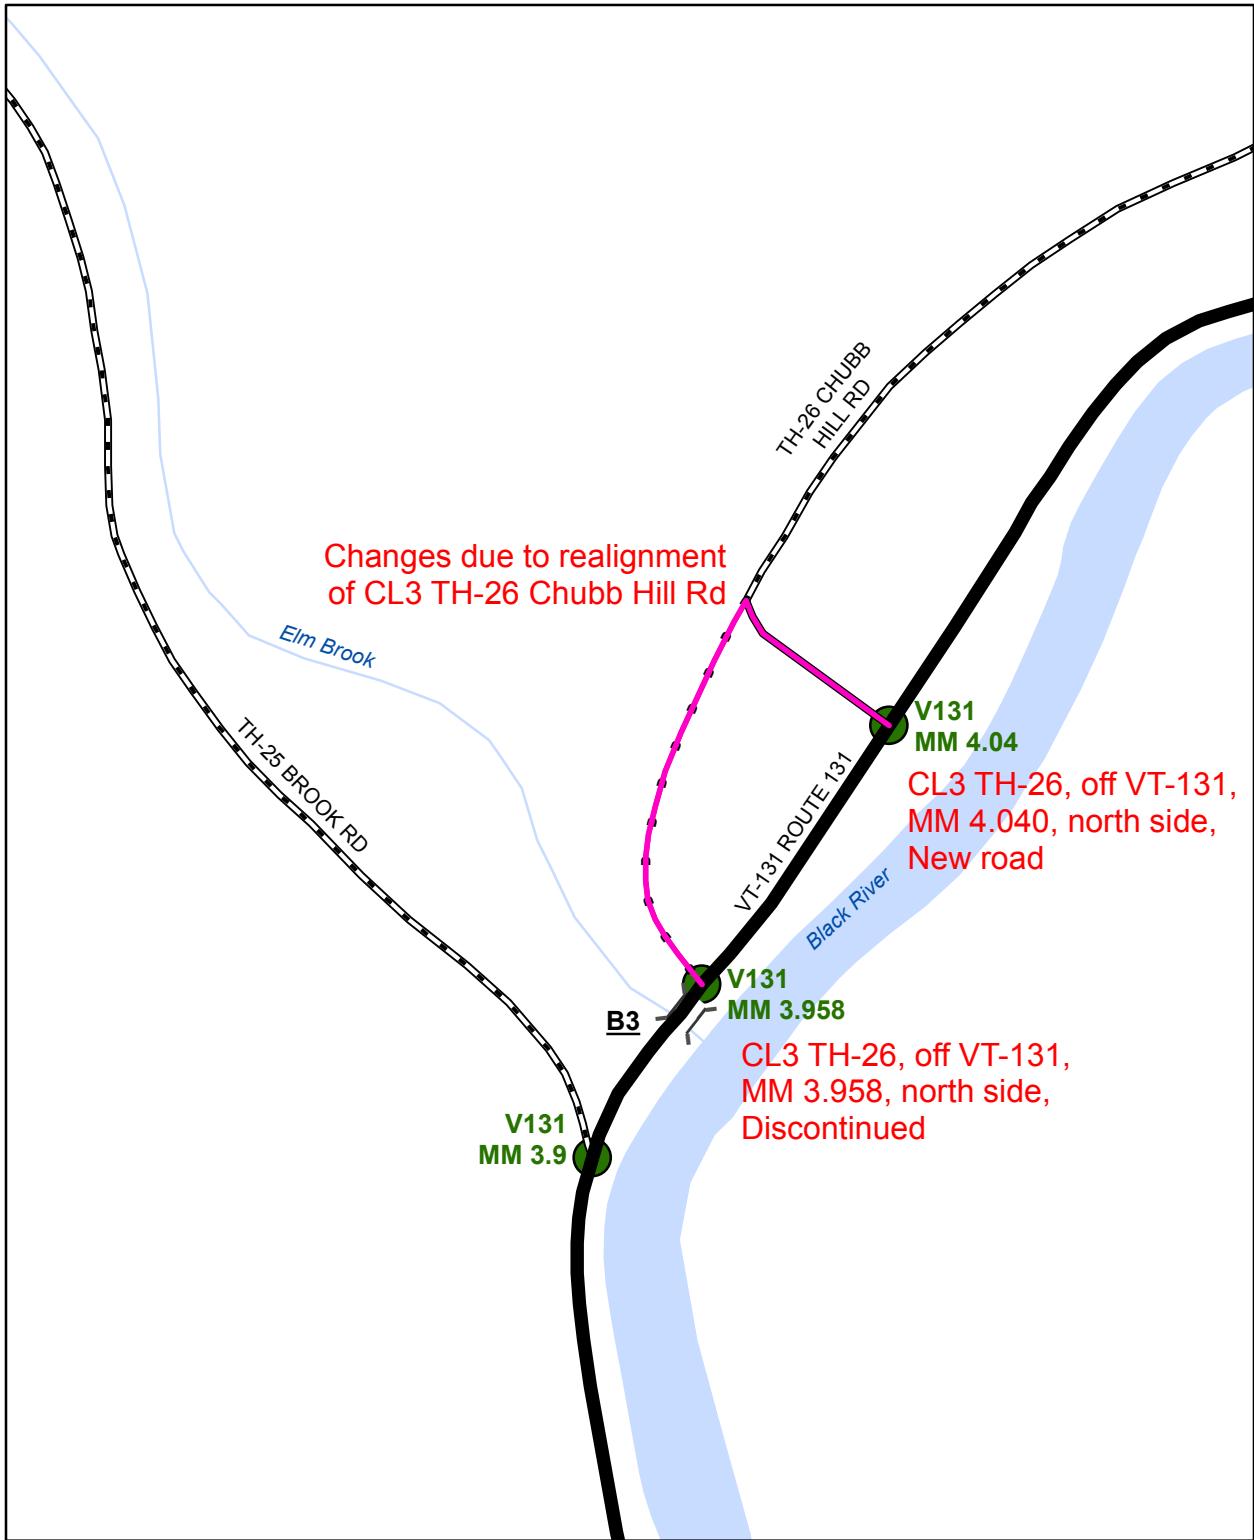 TH-26 CHUBB
HILL RD
Changes due to realignment
of CL3 TH-26 Chubb Hill Rd
Elm Brook
TH-25 BROOK RD
V131
MM 4.04
VT-131 ROUTE 131
CL3 TH-26, off VT-131,
MM 4.040, north side,
New road
Black River
V131
MM 3.958
B3
CL3 TH-26, off VT-131,
MM 3.958, north side,
Discontinued
V131
MM 3.9